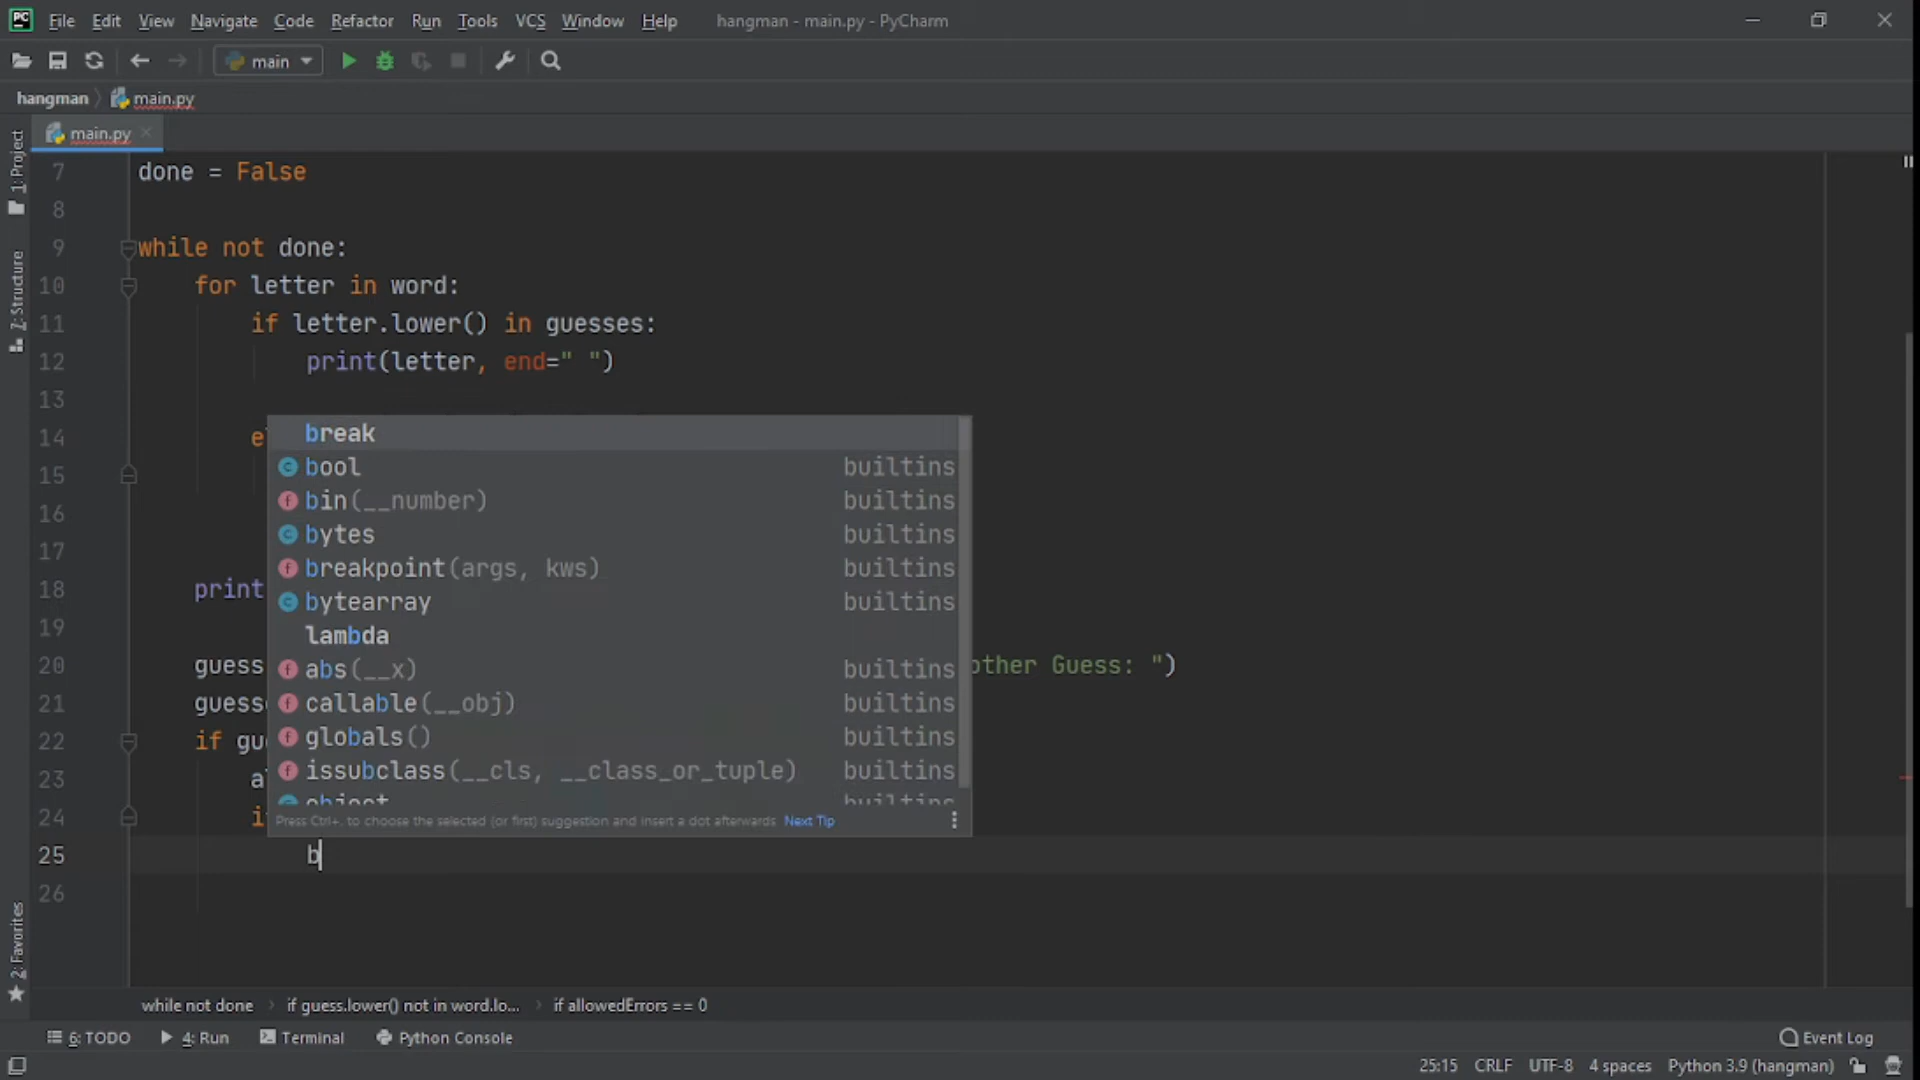 PC File Edit View Navigate Code Refactor Run Tools VCS Window Help hangman - main.py - PyCharm
main
hangman main.py
main.py
1: Project
Z: Structure
2: Favorites
7 done = False
8
9 while not done:
10 for letter in word:
11 if letter.lower() in guesses:
12 print(letter, end=" ")
13
14 e
15
16
17
18 print
19
20 guess other Guess: ")
21 guess
22 if gu
23 a
24 i
25 b
26
break
bool builtins
bin(__number) builtins
bytes builtins
breakpoint(args, kws) builtins
bytearray builtins
lambda
abs(__x) builtins
callable(__obj) builtins
globals() builtins
issubclass(__cls, __class_or_tuple) builtins
object builtins
Press Ctrl+. to choose the selected (or first) suggestion and insert a dot afterwards Next Tip
while not done if guess.lower() not in word.lo... if allowedErrors == 0
6: TODO 4: Run Terminal Python Console Event Log
25:15 CRLF UTF-8 4 spaces Python 3.9 (hangman)